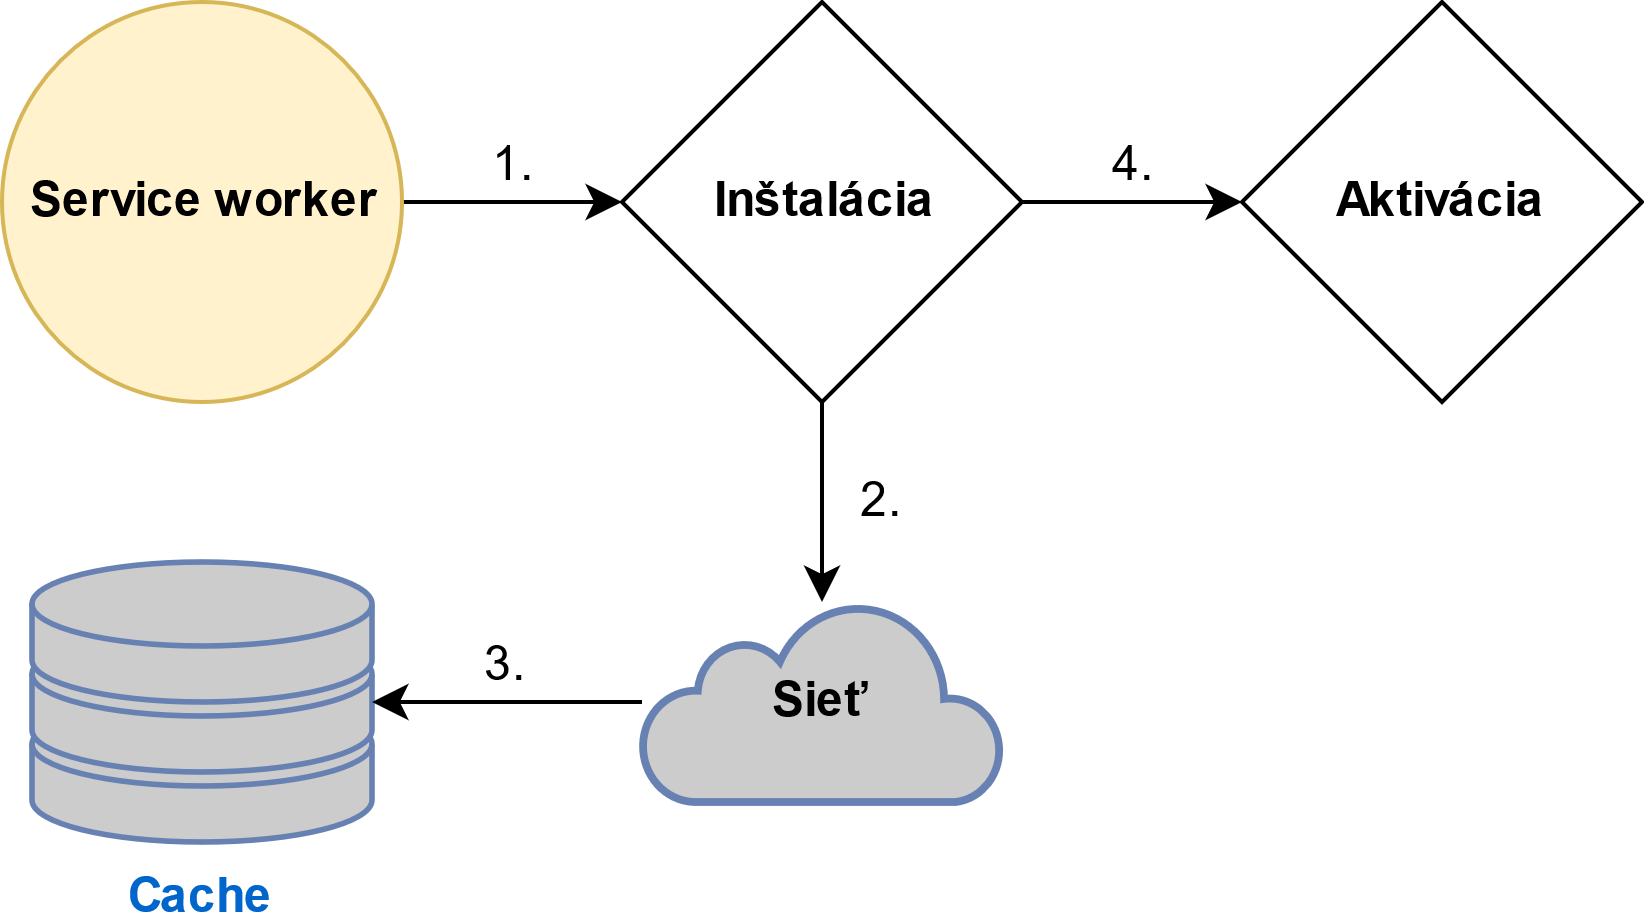 Service worker
1.
Inštalácia
4.
Aktivácia
2.
Sieť
3.
Cache